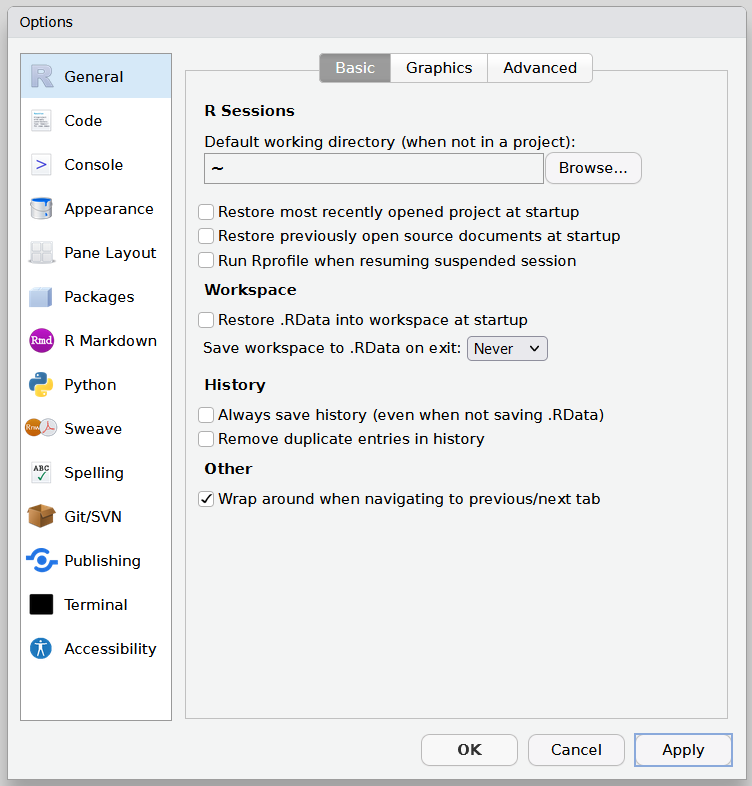 Options
General
Code
Console
Appearance
Pane Layout
Packages
Rmd R Markdown
Python
Rnw Sweave
ABC Spelling
Git/SVN
Publishing
Terminal
Accessibility
Basic Graphics Advanced
R Sessions
Default working directory (when not in a project):
~ Browse...
Restore most recently opened project at startup
Restore previously open source documents at startup
Run Rprofile when resuming suspended session
Workspace
Restore .RData into workspace at startup
Save workspace to .RData on exit: Never
History
Always save history (even when not saving .RData)
Remove duplicate entries in history
Other
Wrap around when navigating to previous/next tab
OK Cancel Apply